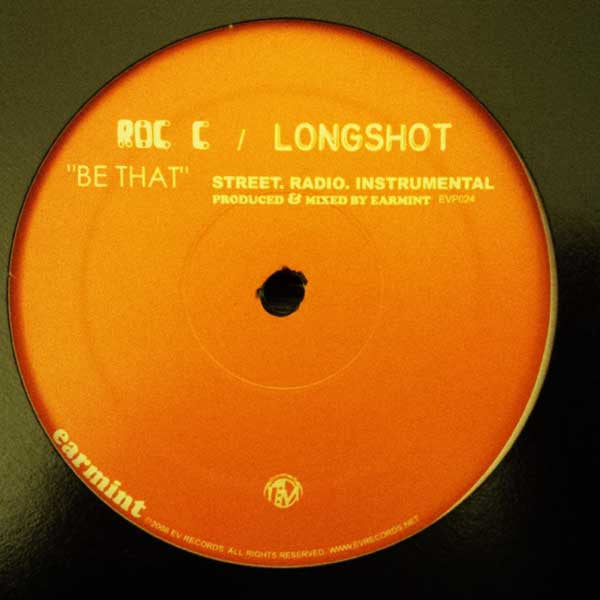 ROC C / LONGSHOT
"BE THAT" STREET. RADIO. INSTRUMENTAL
PRODUCED & MIXED BY EARMINT EVP024
earmint
©2006 EV RECORDS. ALL RIGHTS RESERVED. WWW.EVRECORDS.NET